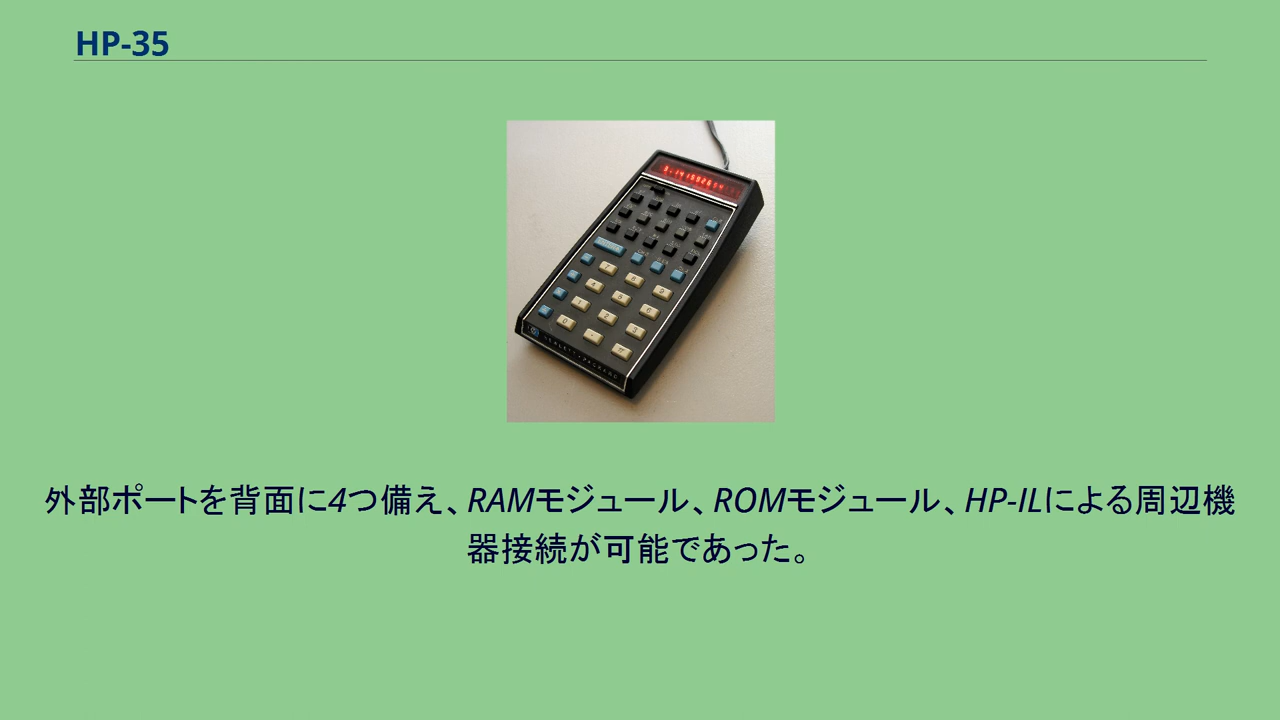 HP-35
外部ポートを背面に4つ備え、RAMモジュール、ROMモジュール、HP-ILによる周辺機
器接続が可能であった。